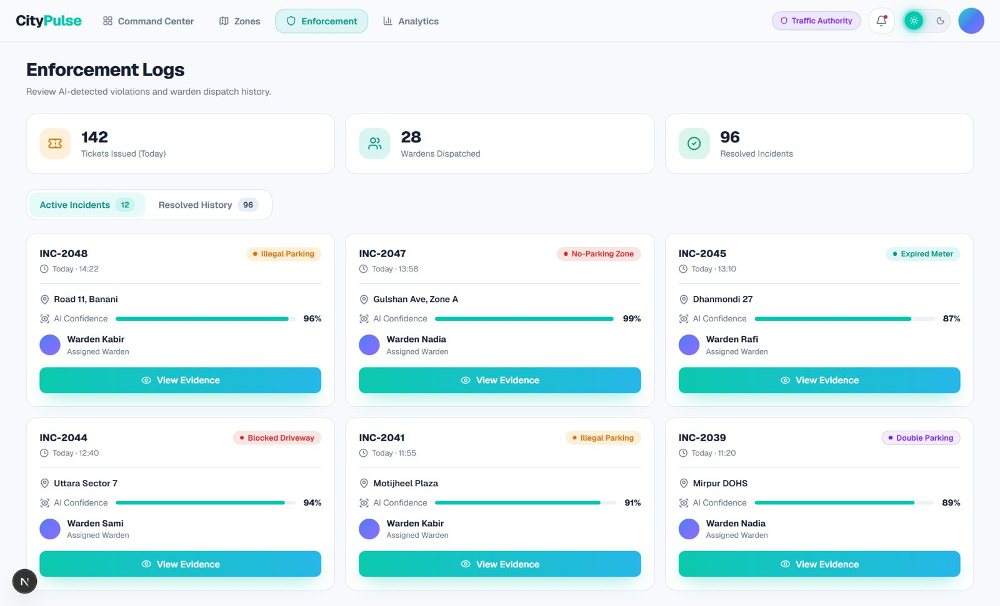 CityPulse
Command Center
Zones
Enforcement
Analytics
Traffic Authority
Enforcement Logs
Review AI-detected violations and warden dispatch history.
142
Tickets Issued (Today)
28
Wardens Dispatched
96
Resolved Incidents
Active Incidents 12
Resolved History 96
INC-2048
Illegal Parking
Today · 14:22
Road 11, Banani
AI Confidence 96%
Warden Kabir
Assigned Warden
View Evidence
INC-2047
No-Parking Zone
Today · 13:58
Gulshan Ave, Zone A
AI Confidence 99%
Warden Nadia
Assigned Warden
View Evidence
INC-2045
Expired Meter
Today · 13:10
Dhanmondi 27
AI Confidence 87%
Warden Rafi
Assigned Warden
View Evidence
INC-2044
Blocked Driveway
Today · 12:40
Uttara Sector 7
AI Confidence 94%
Warden Sami
Assigned Warden
View Evidence
INC-2041
Illegal Parking
Today · 11:55
Motijheel Plaza
AI Confidence 91%
Warden Kabir
Assigned Warden
View Evidence
INC-2039
Double Parking
Today · 11:20
Mirpur DOHS
AI Confidence 89%
Warden Nadia
Assigned Warden
View Evidence
N